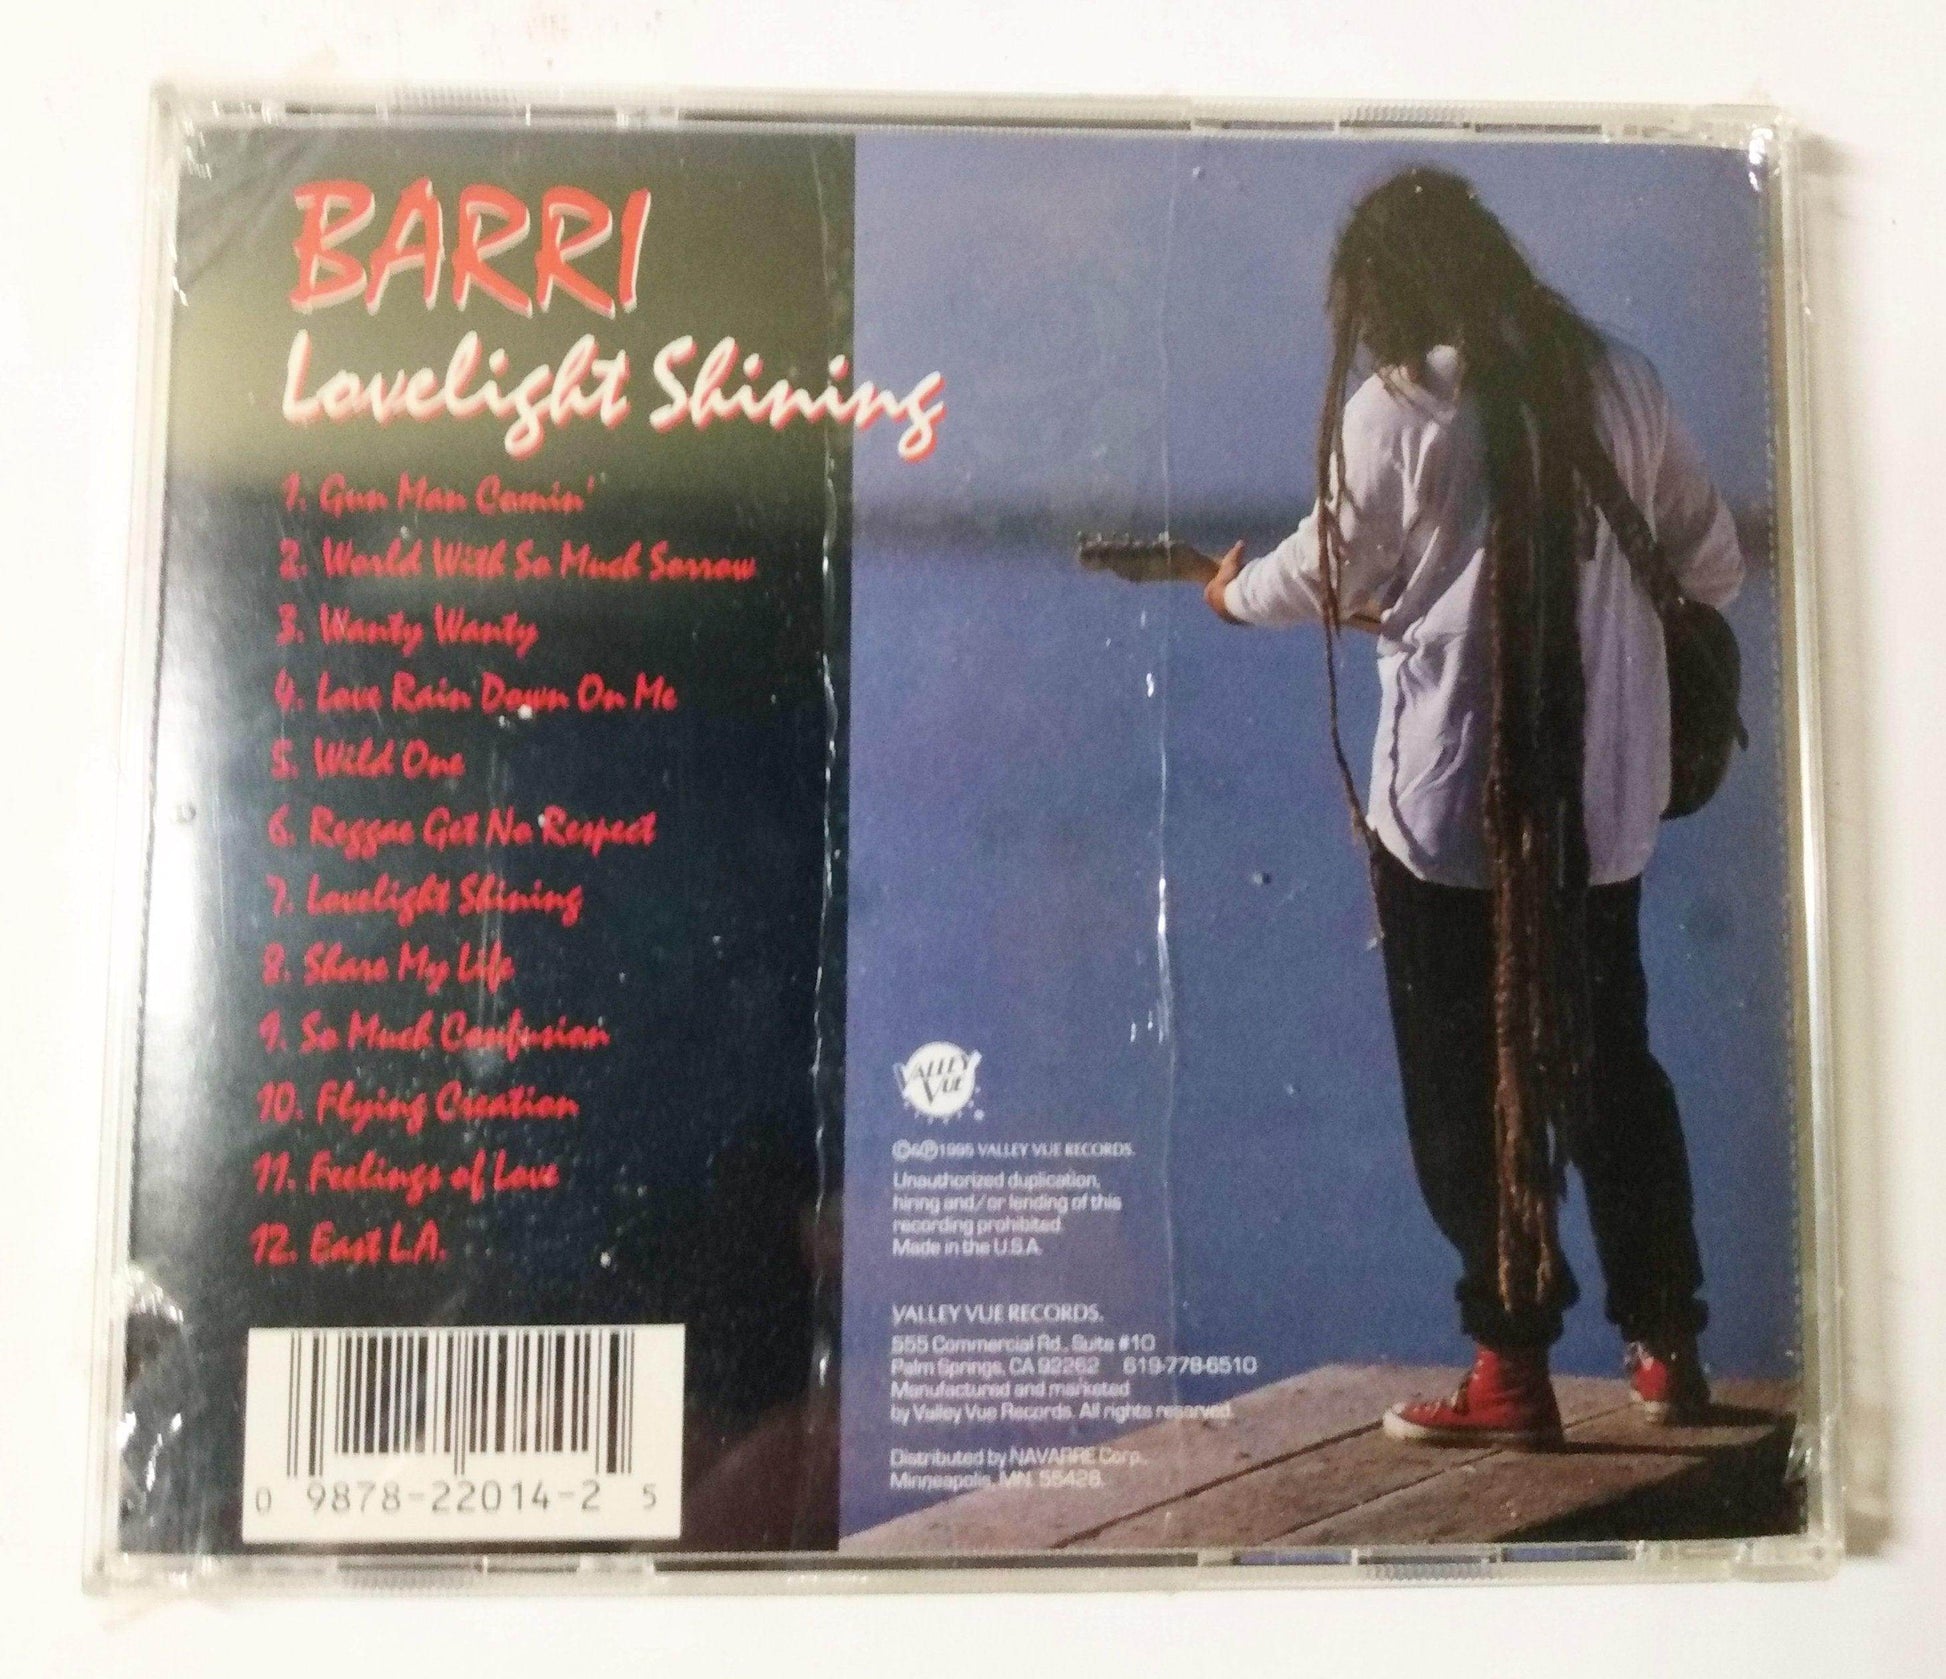 BARRI
Lovelight Shining
1. Gun Man Comin'
2. World With So Much Sorrow
3. Wanty Wanty
4. Love Rain Down On Me
5. Wild One
6. Reggae Get No Respect
7. Lovelight Shining
8. Share My Life
9. So Much Confusion
10. Flying Creation
11. Feelings of Love
12. East L.A.
0 9878-22014-2 5
VALLEY
VUE
©&℗1995 VALLEY VUE RECORDS.
Unauthorized duplication,
hiring and/or lending of this
recording prohibited.
Made in the U.S.A.
VALLEY VUE RECORDS.
555 Commercial Rd., Suite #10
Palm Springs, CA 92262 619-778-6510
Manufactured and marketed
by Valley Vue Records. All rights reserved.
Distributed by NAVARRE Corp.,
Minneapolis, MN. 55428.